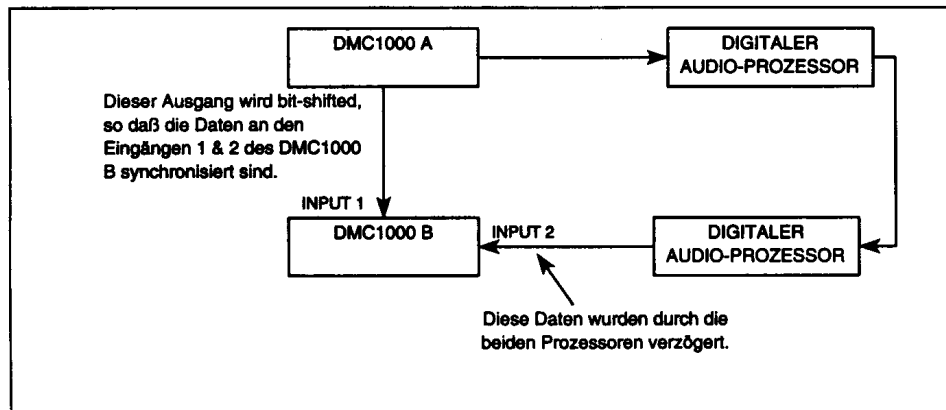 DMC1000 A
DIGITALER
AUDIO-PROZESSOR
Dieser Ausgang wird bit-shifted,
so daß die Daten an den
Eingängen 1 & 2 des DMC1000
B synchronisiert sind.
INPUT 1
DMC1000 B
INPUT 2
DIGITALER
AUDIO-PROZESSOR
Diese Daten wurden durch die
beiden Prozessoren verzögert.